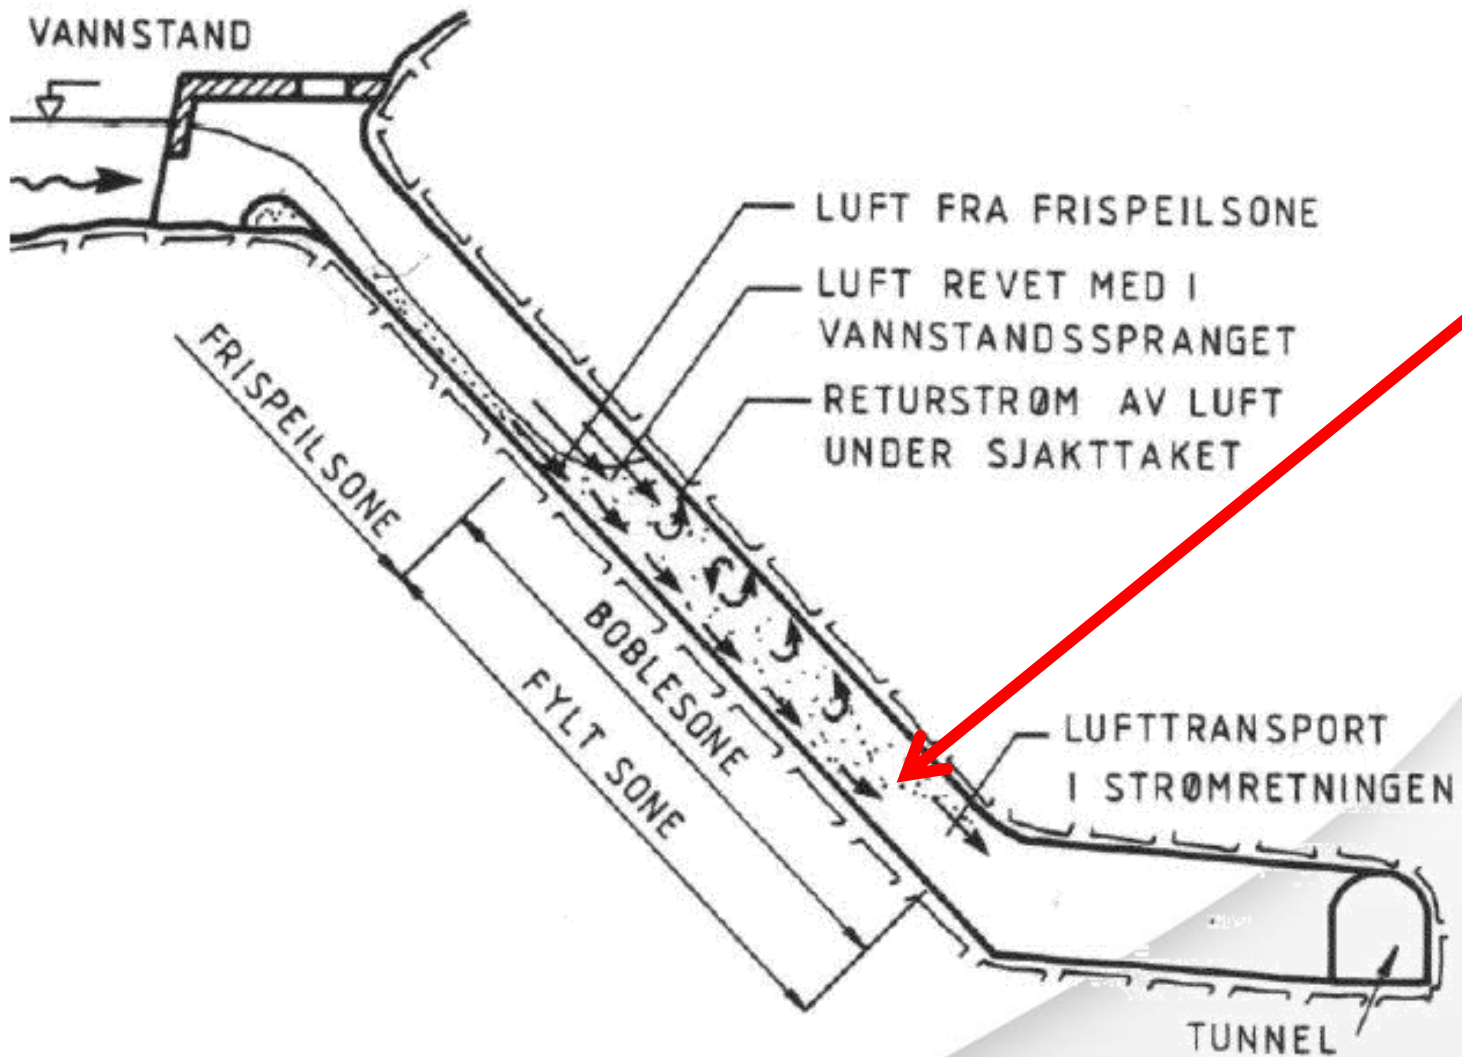 VANNSTAND
LUFT FRA FRISPEILSONE
LUFT REVET MED I
VANNSTANDSSPRANGET
RETURSTRØM AV LUFT
UNDER SJAKTTAKET
FRISPEILSONE
BOBLESONE
FYLT SONE
LUFTTRANSPORT
I STRØMRETNINGEN
TUNNEL